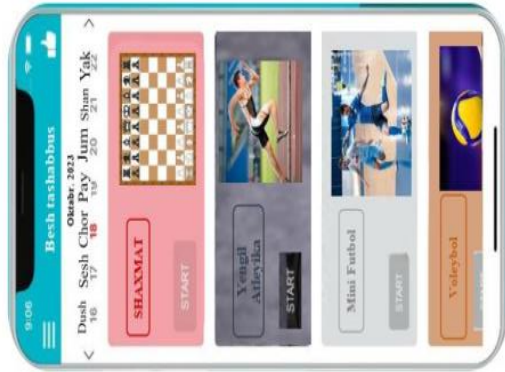 9:06
Besh tashabbus
Oktabr, 2023
< Dush Sesh Chor Pay Jum Shan Yak >
16 17 18 19 20 21 22
SHAXMAT
START
Yengil
Atleyika
START
Mini Futbol
START
Voleybol